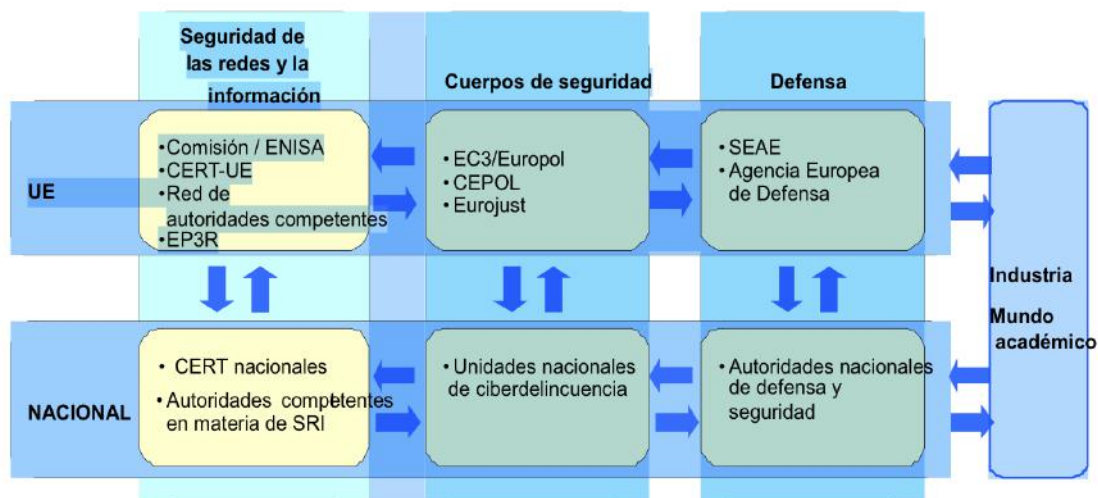 Seguridad de
las redes y la
información
Cuerpos de seguridad
Defensa
UE
•Comisión / ENISA
•CERT-UE
•Red de
autoridades competentes
•EP3R
•EC3/Europol
•CEPOL
•Eurojust
•SEAE
•Agencia Europea
de Defensa
Industria
Mundo
académico
NACIONAL
• CERT nacionales
•Autoridades competentes
en materia de SRI
•Unidades nacionales
de ciberdelincuencia
•Autoridades nacionales
de defensa y
seguridad